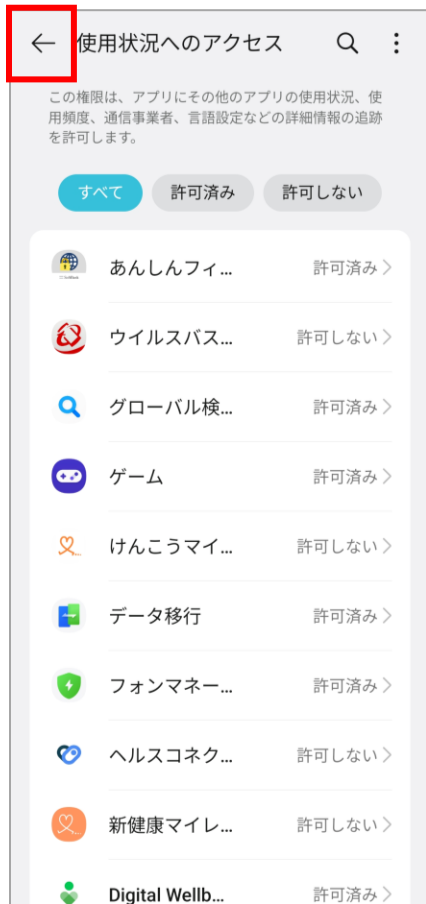 使用状況へのアクセス
この権限は、アプリにその他のアプリの使用状況、使
用頻度、通信事業者、言語設定などの詳細情報の追跡
を許可します。
すべて 許可済み 許可しない
あんしんフィ... 許可済み
ウイルスバス... 許可しない
グローバル検... 許可済み
ゲーム 許可済み
けんこうマイ... 許可しない
データ移行 許可済み
フォンマネー... 許可済み
ヘルスコネク... 許可しない
新健康マイレ... 許可しない
Digital Wellb... 許可済み